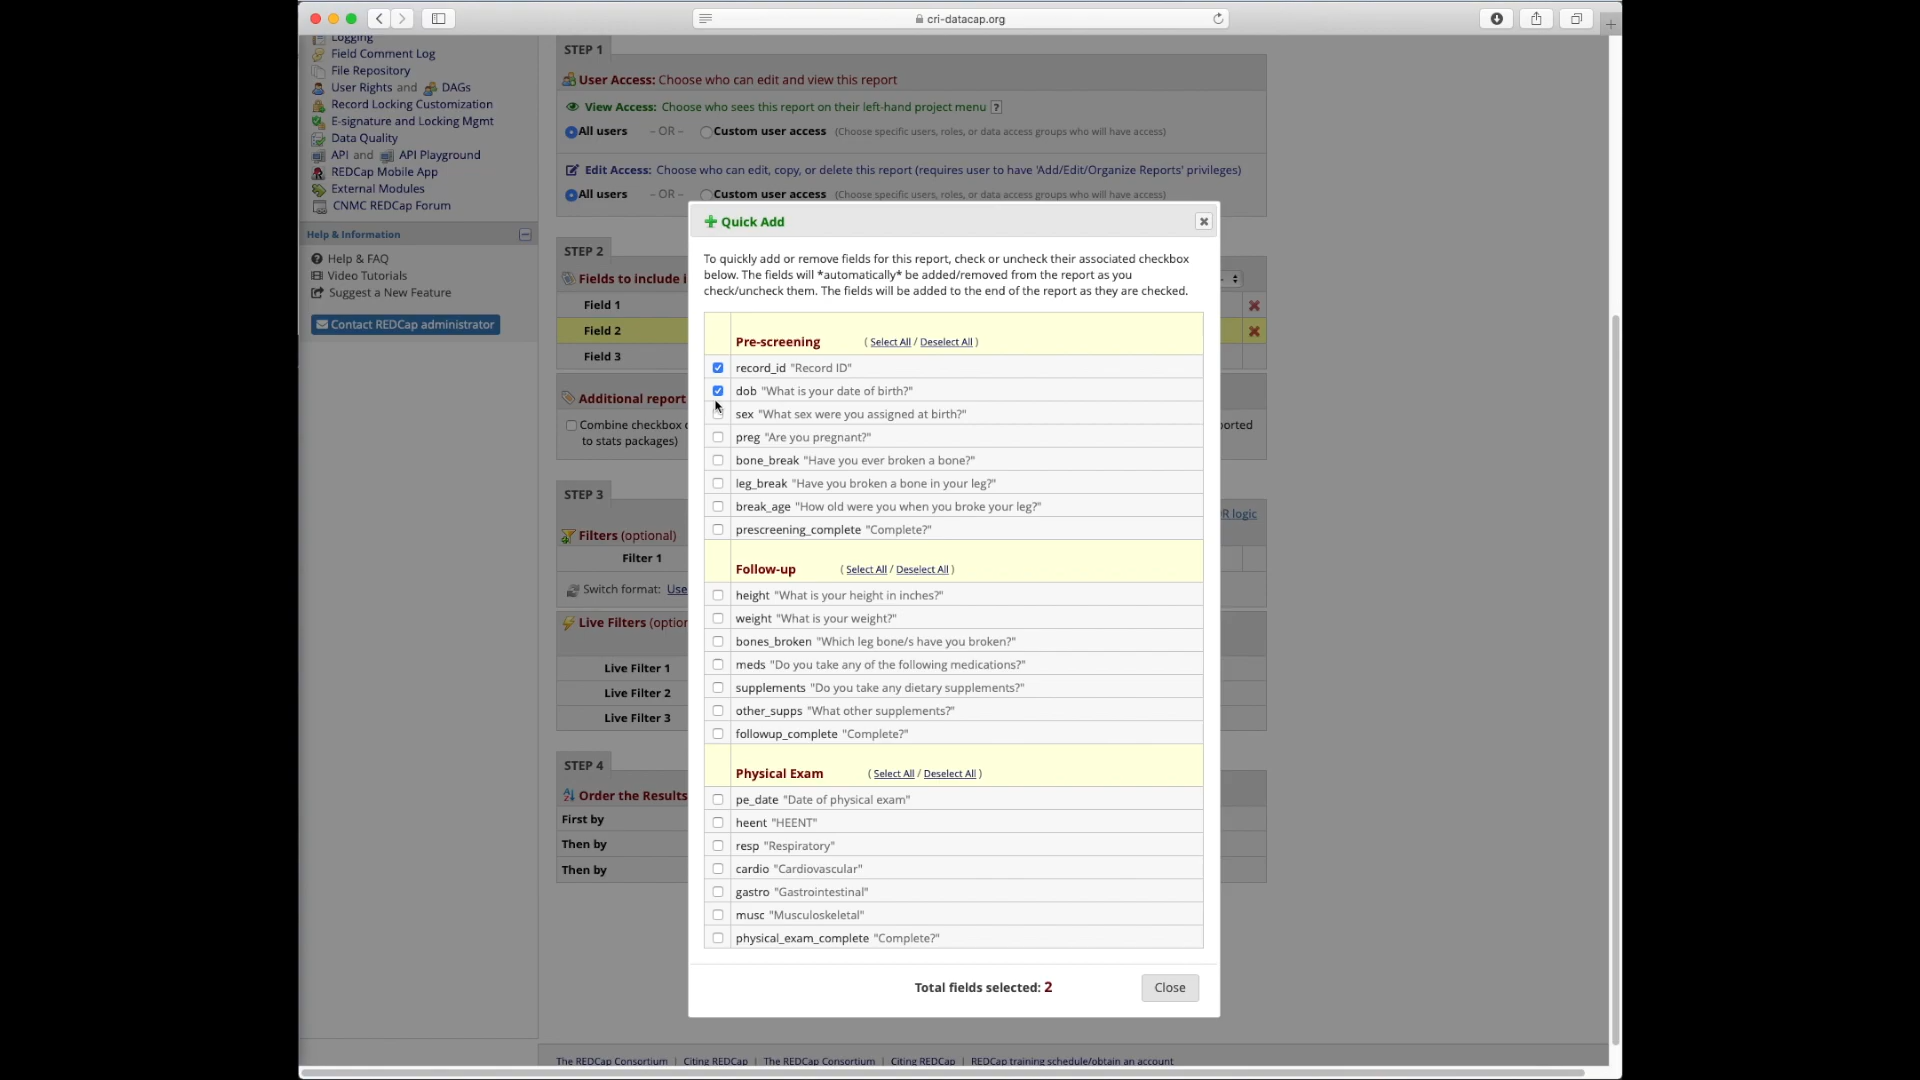 cri-datacap.org
Logging
Field Comment Log
File Repository
User Rights and DAGs
Record Locking Customization
E-signature and Locking Mgmt
Data Quality
API and API Playground
REDCap Mobile App
External Modules
CNMC REDCap Forum
Help & Information
Help & FAQ
Video Tutorials
Suggest a New Feature
Contact REDCap administrator
STEP 1
User Access: Choose who can edit and view this report
View Access: Choose who sees this report on their left-hand project menu ?
All users – OR – Custom user access (Choose specific users, roles, or data access groups who will have access)
Edit Access: Choose who can edit, copy, or delete this report (requires user to have 'Add/Edit/Organize Reports' privileges)
All users – OR – Custom user access (Choose specific users, roles, or data access groups who will have access)
STEP 2
Fields to include i
Field 1
Field 2
Field 3
Additional report
Combine checkbox o
ported
to stats packages)
STEP 3
R logic
Filters (optional)
Filter 1
Switch format: Use
Live Filters (option
Live Filter 1
Live Filter 2
Live Filter 3
STEP 4
Order the Results
First by
Then by
Then by
Quick Add
To quickly add or remove fields for this report, check or uncheck their associated checkbox
below. The fields will *automatically* be added/removed from the report as you
check/uncheck them. The fields will be added to the end of the report as they are checked.
Pre-screening ( Select All / Deselect All )
record_id "Record ID"
dob "What is your date of birth?"
sex "What sex were you assigned at birth?"
preg "Are you pregnant?"
bone_break "Have you ever broken a bone?"
leg_break "Have you broken a bone in your leg?"
break_age "How old were you when you broke your leg?"
prescreening_complete "Complete?"
Follow-up ( Select All / Deselect All )
height "What is your height in inches?"
weight "What is your weight?"
bones_broken "Which leg bone/s have you broken?"
meds "Do you take any of the following medications?"
supplements "Do you take any dietary supplements?"
other_supps "What other supplements?"
followup_complete "Complete?"
Physical Exam ( Select All / Deselect All )
pe_date "Date of physical exam"
heent "HEENT"
resp "Respiratory"
cardio "Cardiovascular"
gastro "Gastrointestinal"
musc "Musculoskeletal"
physical_exam_complete "Complete?"
Total fields selected: 2
Close
The REDCap Consortium | Citing REDCap | The REDCap Consortium | Citing REDCap | REDCap training schedule/obtain an account